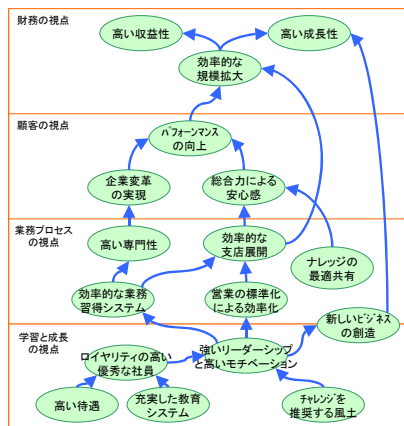 財務の視点
高い収益性
高い成長性
効率的な
規模拡大
顧客の視点
パフォーマンス
の向上
企業変革
の実現
総合力による
安心感
業務プロセス
の視点
高い専門性
効率的な
支店展開
ナレッジの
最適共有
効率的な業務
習得システム
営業の標準化
による効率化
新しいビジネス
の創造
学習と成長
の視点
ロイヤリティの高い
優秀な社員
強いリーダーシップ
と高いモチベーション
高い待遇
充実した教育
システム
チャレンジを
推奨する風土